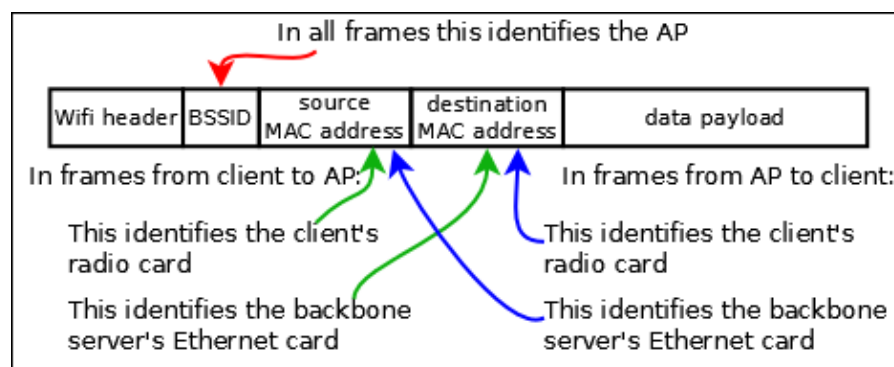 In all frames this identifies the AP
Wifi header
BSSID
source
MAC address
destination
MAC address
data payload
In frames from client to AP:
This identifies the client's
radio card
This identifies the backbone
server's Ethernet card
In frames from AP to client:
This identifies the client's
radio card
This identifies the backbone
server's Ethernet card